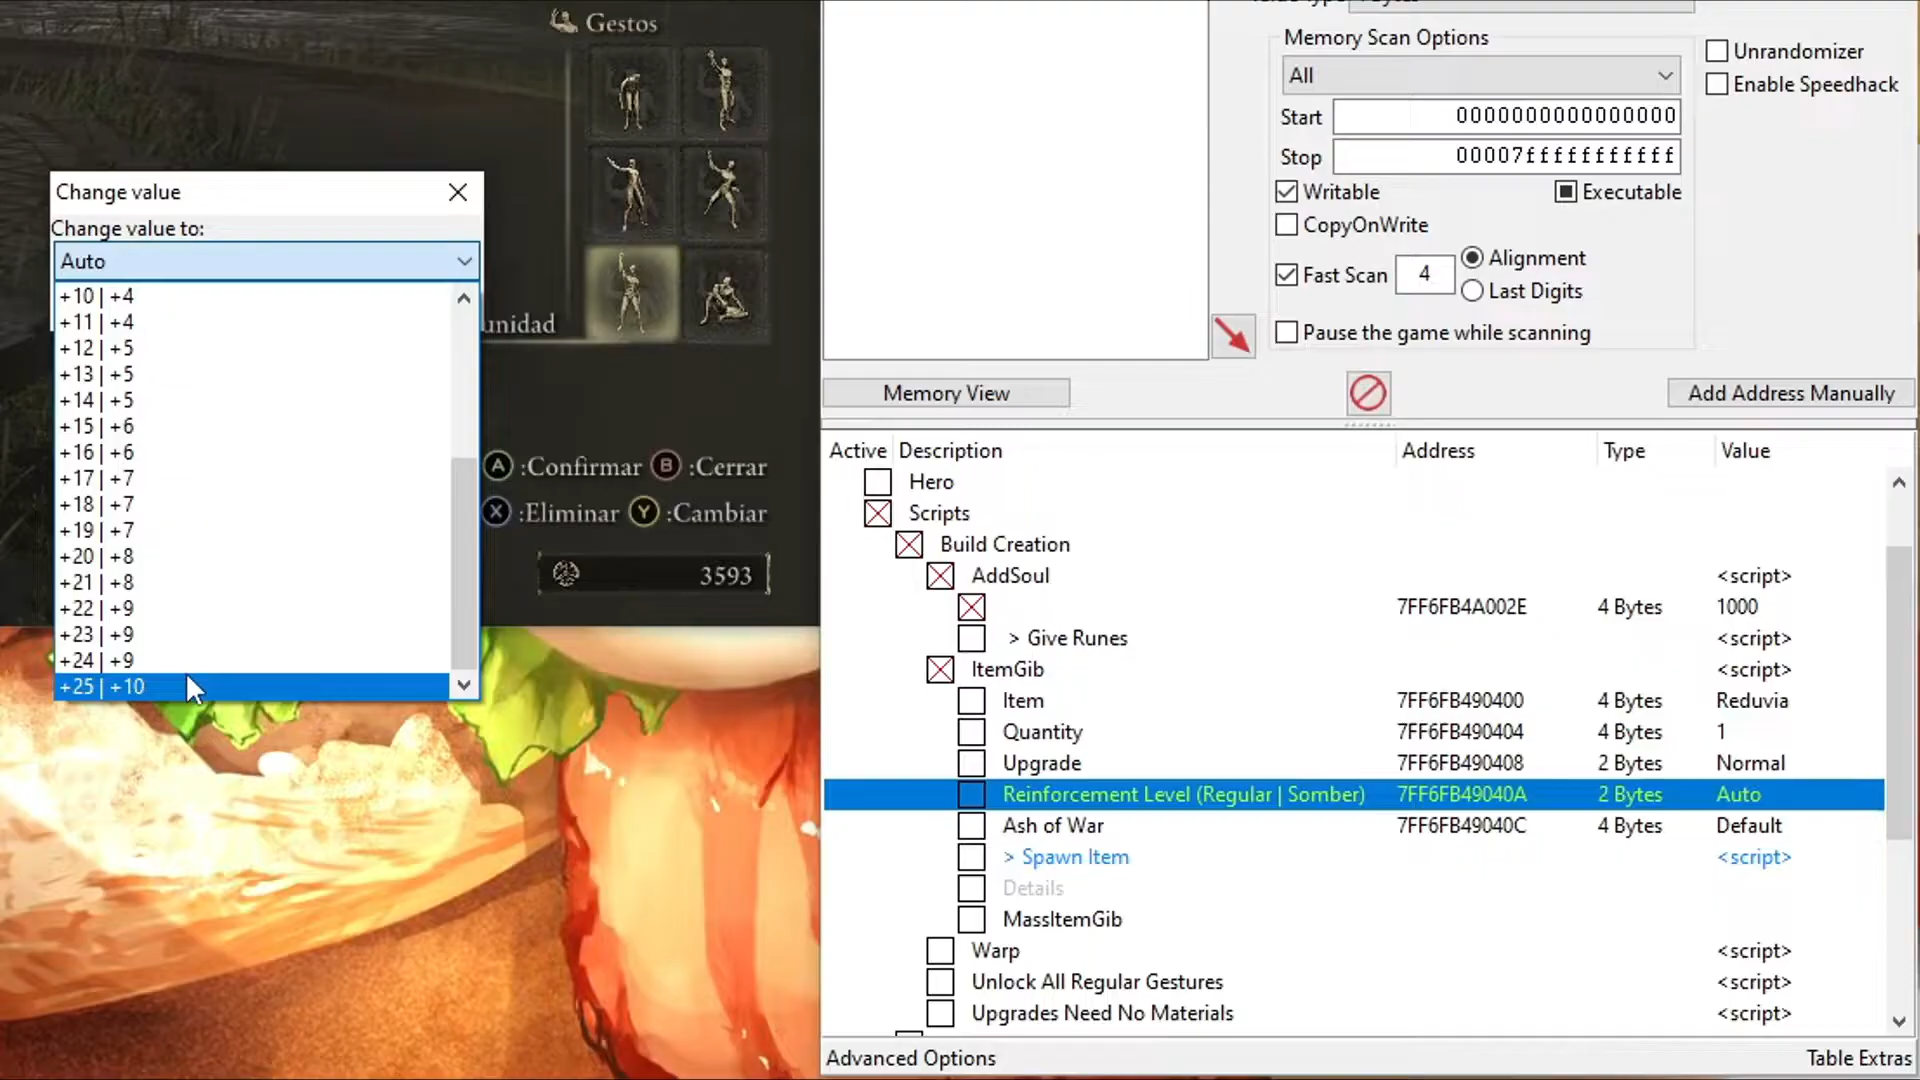 Gestos
unidad
A :Confirmar B :Cerrar
X :Eliminar Y :Cambiar
3593
Change value
Change value to:
Auto
+10 | +4
+11 | +4
+12 | +5
+13 | +5
+14 | +5
+15 | +6
+16 | +6
+17 | +7
+18 | +7
+19 | +7
+20 | +8
+21 | +8
+22 | +9
+23 | +9
+24 | +9
+25 | +10
Memory Scan Options
All
Start 0000000000000000
Stop 00007fffffffffff
Writable Executable
CopyOnWrite
Fast Scan 4 Alignment
Last Digits
Pause the game while scanning
Unrandomizer
Enable Speedhack
Memory View Add Address Manually
Active Description Address Type Value
Hero
Scripts
Build Creation
AddSoul <script>
7FF6FB4A002E 4 Bytes 1000
> Give Runes <script>
ItemGib <script>
Item 7FF6FB490400 4 Bytes Reduvia
Quantity 7FF6FB490404 4 Bytes 1
Upgrade 7FF6FB490408 2 Bytes Normal
Reinforcement Level (Regular | Somber) 7FF6FB49040A 2 Bytes Auto
Ash of War 7FF6FB49040C 4 Bytes Default
> Spawn Item <script>
Details
MassItemGib
Warp <script>
Unlock All Regular Gestures <script>
Upgrades Need No Materials <script>
Advanced Options Table Extras